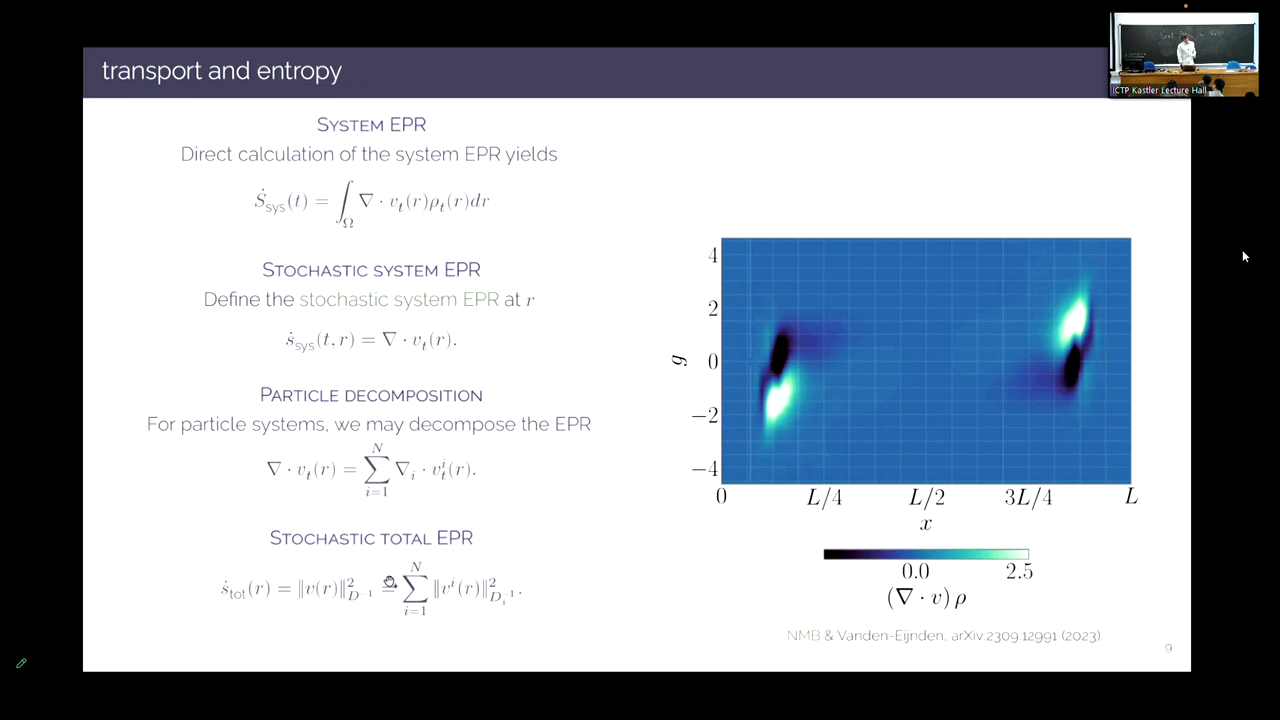 transport and entropy
ICTP Kastler Lecture Hall
SYSTEM EPR
Direct calculation of the system EPR yields
Ṡ_sys(t) = ∫_Ω ∇ · v_t(r)ρ_t(r)dr
STOCHASTIC SYSTEM EPR
Define the stochastic system EPR at r
ṡ_sys(t, r) = ∇ · v_t(r).
PARTICLE DECOMPOSITION
For particle systems, we may decompose the EPR
∇ · v_t(r) = ∑_{i=1}^{N} ∇_i · v_t^i(r).
STOCHASTIC TOTAL EPR
ṡ_tot(r) = ‖v(r)‖²_{D^{-1}} = ∑_{i=1}^{N} ‖v^i(r)‖²_{D_i^{-1}}.
4
2
0
−2
−4
g
0 L/4 L/2 3L/4 L
x
0.0 2.5
(∇ · v) ρ
NMB & Vanden-Eijnden, arXiv.2309.12991 (2023)
9